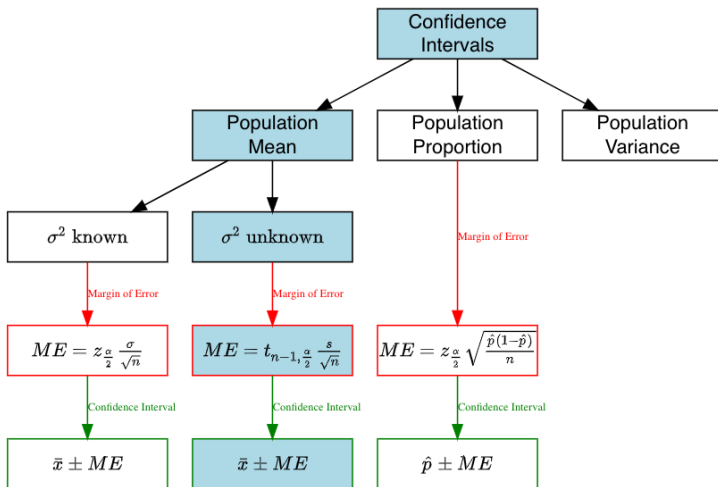 Confidence
Intervals
Population
Mean
Population
Proportion
Population
Variance
σ² known
σ² unknown
Margin of Error
Margin of Error
Margin of Error
ME = z_{α/2} σ/√n
ME = t_{n−1, α/2} s/√n
ME = z_{α/2} √(p̂(1−p̂)/n)
Confidence Interval
Confidence Interval
Confidence Interval
x̄ ± ME
x̄ ± ME
p̂ ± ME